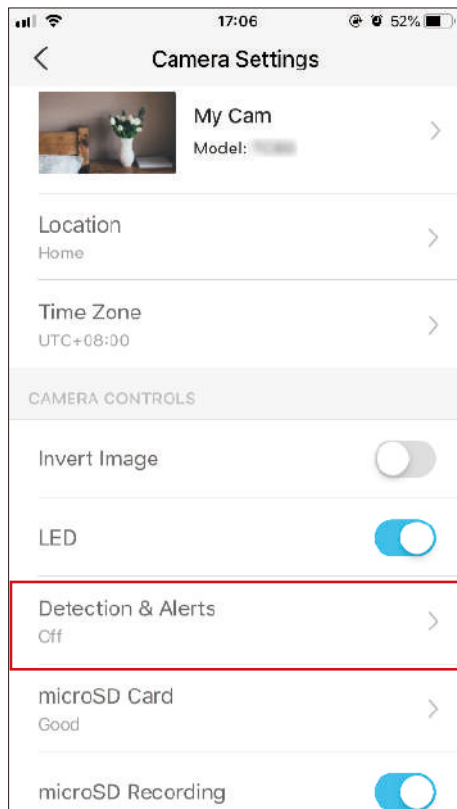 17:06
52%
Camera Settings
My Cam
Model:
Location
Home
Time Zone
UTC+08:00
CAMERA CONTROLS
Invert Image
LED
Detection & Alerts
Off
microSD Card
Good
microSD Recording